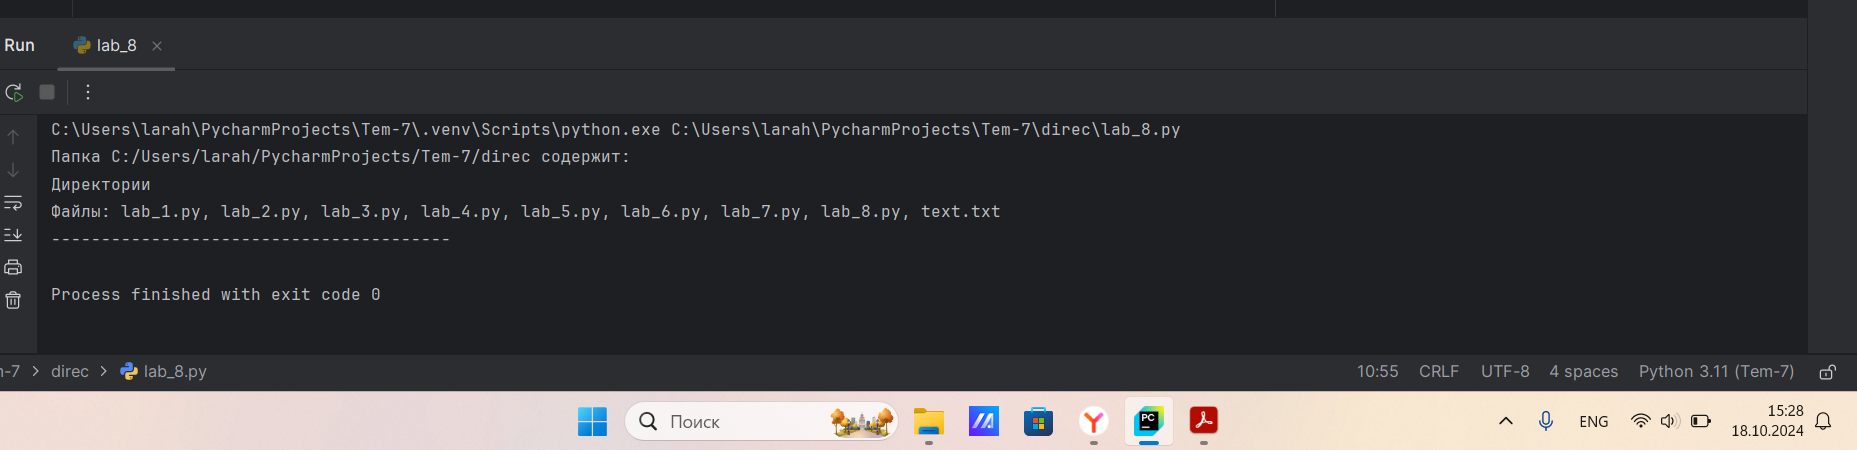 Run lab_8
C:\Users\larah\PycharmProjects\Tem-7\.venv\Scripts\python.exe C:\Users\larah\PycharmProjects\Tem-7\direc\lab_8.py
Папка C:/Users/larah/PycharmProjects/Tem-7/direc содержит:
Директории
Файлы: lab_1.py, lab_2.py, lab_3.py, lab_4.py, lab_5.py, lab_6.py, lab_7.py, lab_8.py, text.txt
----------------------------------------
Process finished with exit code 0
-7 > direc > lab_8.py 10:55 CRLF UTF-8 4 spaces Python 3.11 (Tem-7)
Поиск PC ENG 15:28
18.10.2024